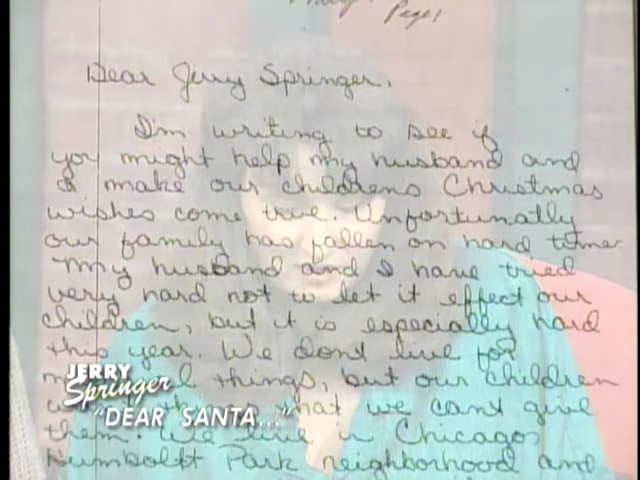 Page 1
Dear Jerry Springer,
I'm writing to see if
you might help my husband and
I make our children's Christmas
wishes come true. Unfortunatly
our family has fallen on hard time
My husband and I have tried
very hard not to let it effect our
children, but it is especially hard
this year. We dont live for
things, but our children
what we cant give
them. We live in Chicagos
Humboldt Park neighborhood and
JERRY
Springer
"DEAR SANTA..."